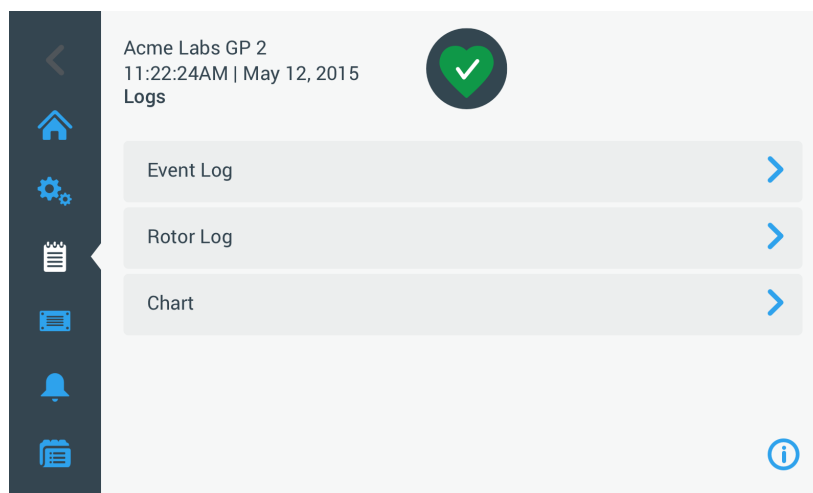 Acme Labs GP 2
11:22:24AM | May 12, 2015
Logs
Event Log
Rotor Log
Chart